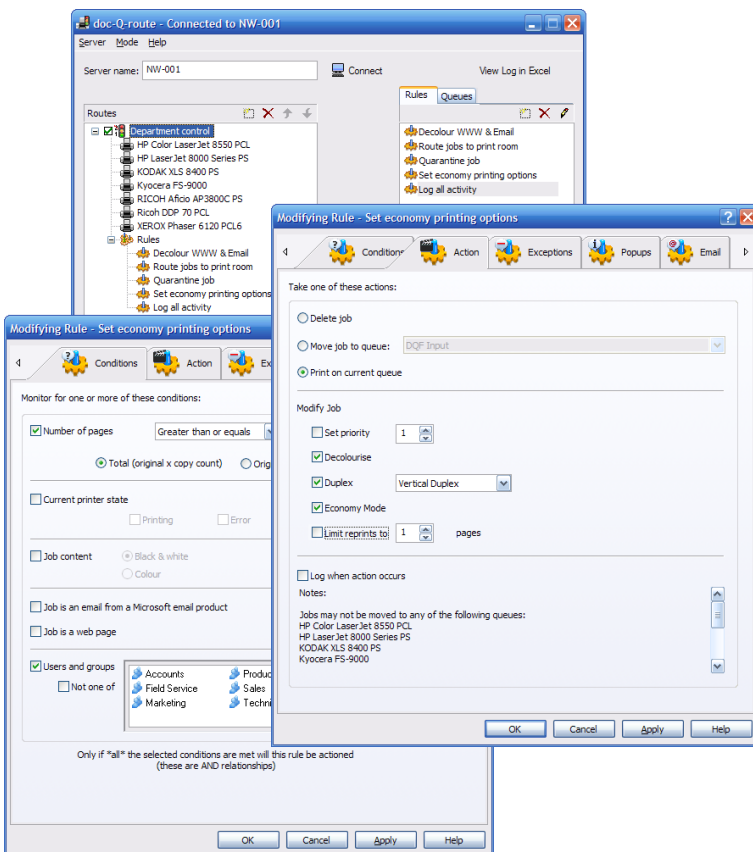 doc-Q-route - Connected to NW-001
Server Mode Help
Server name: NW-001 Connect View Log in Excel
Rules Queues
Routes
Department control
HP Color LaserJet 8550 PCL
HP LaserJet 8000 Series PS
KODAK XLS 8400 PS
Kyocera FS-9000
RICOH Aficio AP3800C PS
Ricoh DDP 70 PCL
XEROX Phaser 6120 PCL6
Rules
Decolour WWW & Email
Route jobs to print room
Quarantine job
Set economy printing options
Log all activity
Decolour WWW & Email
Route jobs to print room
Quarantine job
Set economy printing options
Log all activity
Modifying Rule - Set economy printing options
Conditions Action Exceptions Popups Email
Take one of these actions:
Delete job
Move job to queue: DQF Input
Print on current queue
Modify Job
Set priority 1
Decolourise
Duplex Vertical Duplex
Economy Mode
Limit reprints to 1 pages
Log when action occurs
Notes:
Jobs may not be moved to any of the following queues:
HP Color LaserJet 8550 PCL
HP LaserJet 8000 Series PS
KODAK XLS 8400 PS
Kyocera FS-9000
OK Cancel Apply Help
Modifying Rule - Set economy printing options
Conditions Action Ex
Monitor for one or more of these conditions:
Number of pages Greater than or equals
Total (original x copy count) Orig
Current printer state
Printing Error
Job content Black & white
Colour
Job is an email from a Microsoft email product
Job is a web page
Users and groups Accounts Produc
Not one of Field Service Sales
Marketing Techni
Only if *all* the selected conditions are met will this rule be actioned
(these are AND relationships)
OK Cancel Apply Help